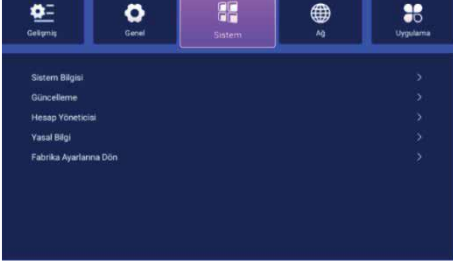 Gelişmiş
Genel
Sistem
Ağ
Uygulama
Sistem Bilgisi
Güncelleme
Hesap Yöneticisi
Yasal Bilgi
Fabrika Ayarlarına Dön